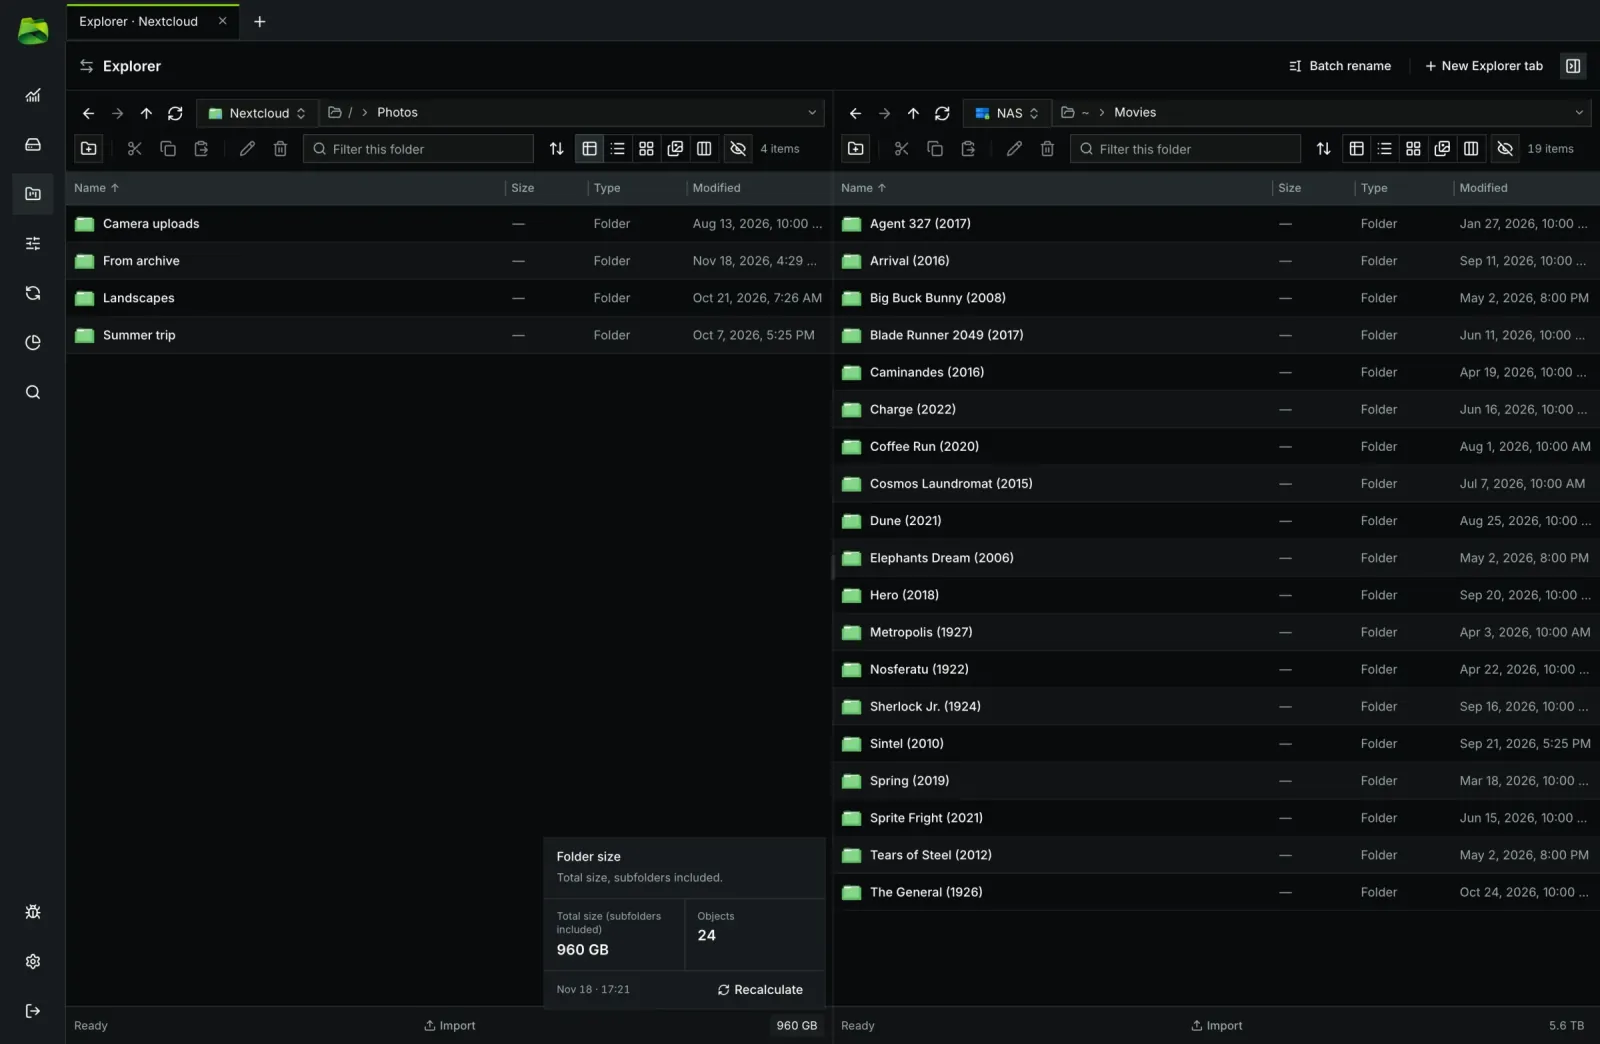 Explorer · Nextcloud
Explorer
Batch rename
New Explorer tab
Nextcloud
/ > Photos
Filter this folder
4 items
Name ↑ Size Type Modified
Camera uploads — Folder Aug 13, 2026, 10:00 ...
From archive — Folder Nov 18, 2026, 4:29 ...
Landscapes — Folder Oct 21, 2026, 7:26 AM
Summer trip — Folder Oct 7, 2026, 5:25 PM
Folder size
Total size, subfolders included.
Total size (subfolders
included)
960 GB
Objects
24
Nov 18 · 17:21
Recalculate
Ready
Import
960 GB
NAS
~ > Movies
Filter this folder
19 items
Name ↑ Size Type Modified
Agent 327 (2017) — Folder Jan 27, 2026, 10:00 ...
Arrival (2016) — Folder Sep 11, 2026, 10:00 ...
Big Buck Bunny (2008) — Folder May 2, 2026, 8:00 PM
Blade Runner 2049 (2017) — Folder Jun 11, 2026, 10:00 ...
Caminandes (2016) — Folder Apr 19, 2026, 10:00 ...
Charge (2022) — Folder Jun 16, 2026, 10:00 ...
Coffee Run (2020) — Folder Aug 1, 2026, 10:00 AM
Cosmos Laundromat (2015) — Folder Jul 7, 2026, 10:00 AM
Dune (2021) — Folder Aug 25, 2026, 10:00 ...
Elephants Dream (2006) — Folder May 2, 2026, 8:00 PM
Hero (2018) — Folder Sep 20, 2026, 10:00 ...
Metropolis (1927) — Folder Apr 3, 2026, 10:00 AM
Nosferatu (1922) — Folder Apr 22, 2026, 10:00 ...
Sherlock Jr. (1924) — Folder Sep 16, 2026, 10:00 ...
Sintel (2010) — Folder Sep 21, 2026, 5:25 PM
Spring (2019) — Folder Mar 18, 2026, 10:00 ...
Sprite Fright (2021) — Folder Jun 15, 2026, 10:00 ...
Tears of Steel (2012) — Folder May 2, 2026, 8:00 PM
The General (1926) — Folder Oct 24, 2026, 10:00 ...
Ready
Import
5.6 TB